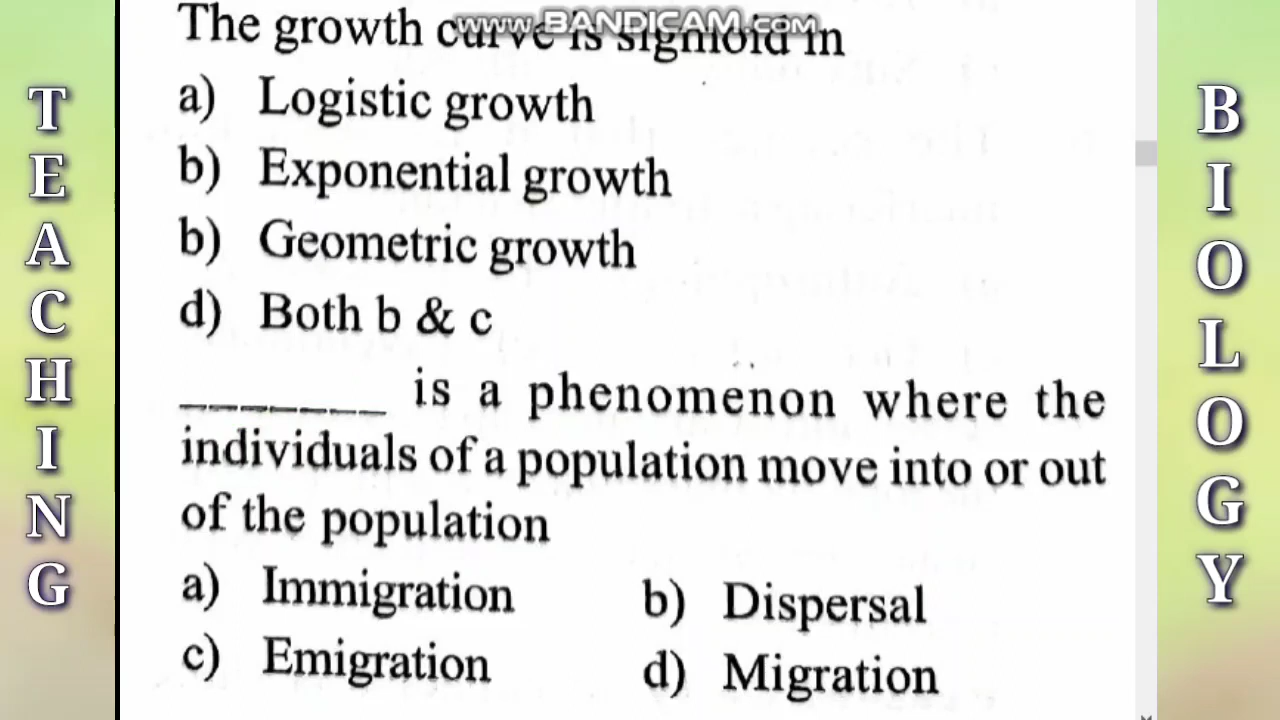 www.BANDICAM.com
The growth curve is sigmoid in
a) Logistic growth
b) Exponential growth
b) Geometric growth
d) Both b & c
_______ is a phenomenon where the
individuals of a population move into or out
of the population
a) Immigration b) Dispersal
c) Emigration d) Migration
TEACHING
BIOLOGY